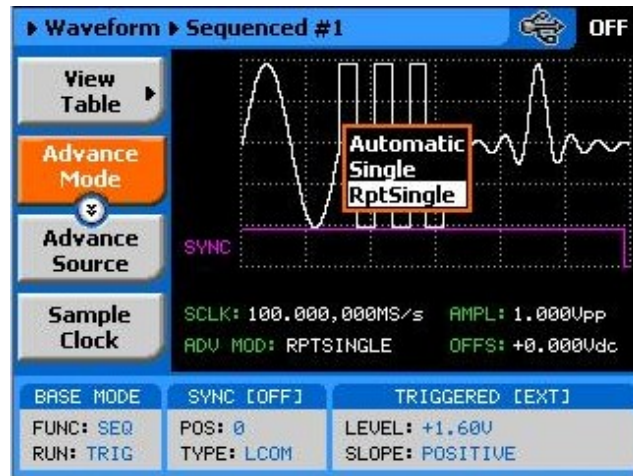 Waveform Sequenced #1 OFF
View
Table
Advance
Mode
Advance
Source
Sample
Clock
Automatic
Single
RptSingle
SYNC
SCLK: 100.000,000MS/s AMPL: 1.000Vpp
ADV MOD: RPTSINGLE OFFS: +0.000Vdc
BASE MODE
FUNC: SEQ
RUN: TRIG
SYNC [OFF]
POS: 0
TYPE: LCOM
TRIGGERED [EXT]
LEVEL: +1.60V
SLOPE: POSITIVE